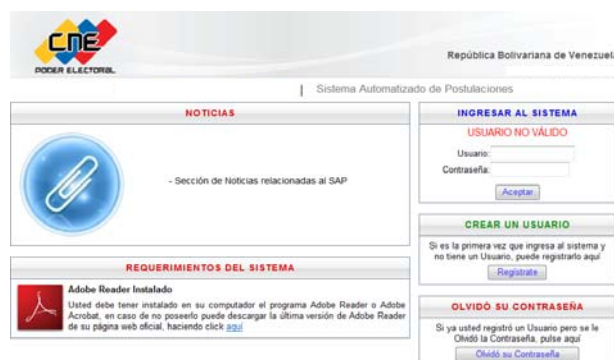 CNE
PODER ELECTORAL
República Bolivariana de Venezuel
| Sistema Automatizado de Postulaciones
NOTICIAS
- Sección de Noticias relacionadas al SAP
REQUERIMIENTOS DEL SISTEMA
Adobe Reader Instalado
Usted debe tener instalado en su computador el programa Adobe Reader o Adobe
Acrobat, en caso de no poseerlo puede descargar la última versión de Adobe Reader
de su página web oficial, haciendo click aquí
INGRESAR AL SISTEMA
USUARIO NO VÁLIDO
Usuario:
Contraseña:
Aceptar
CREAR UN USUARIO
Si es la primera vez que ingresa al sistema y
no tiene un Usuario, puede registrarlo aquí
Registrate
OLVIDÓ SU CONTRASEÑA
Si ya usted registró un Usuario pero se le
Olvidó la Contraseña, pulse aquí
Olvidó su Contraseña